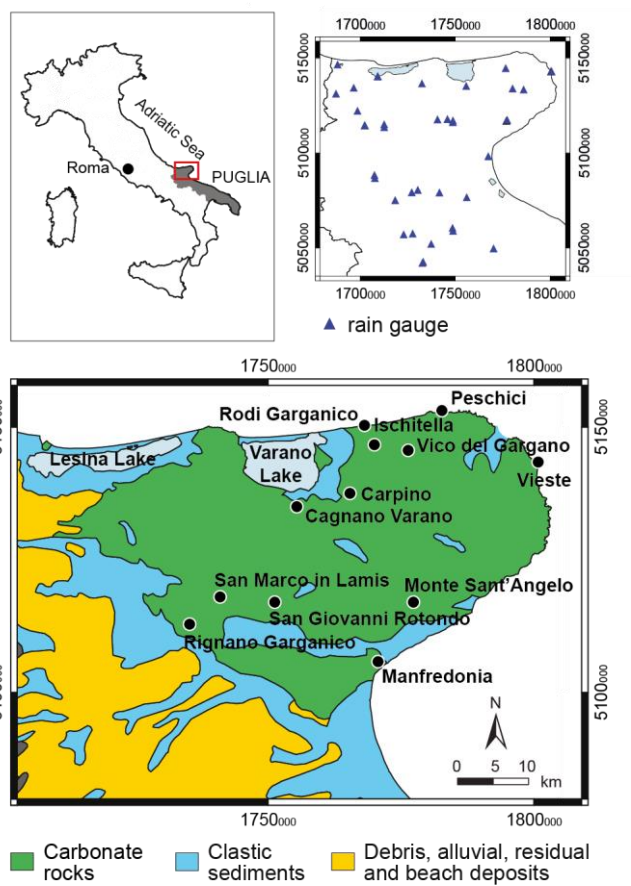 Adriatic Sea
Roma
PUGLIA
1700000 1750000 1800000
5150000
5100000
5050000
5150000
5100000
5050000
1700000 1750000 1800000
rain gauge
1750000 1800000
Peschici
Rodi Garganico
Ischitella
5150000
Lesina Lake
Varano
Lake
Vico del Gargano
Vieste
Carpino
Cagnano Varano
San Marco in Lamis
Monte Sant'Angelo
San Giovanni Rotondo
Rignano Garganico
Manfredonia
5100000
N
0 5 10
km
1750000 1800000
Carbonate
rocks
Clastic
sediments
Debris, alluvial, residual
and beach deposits